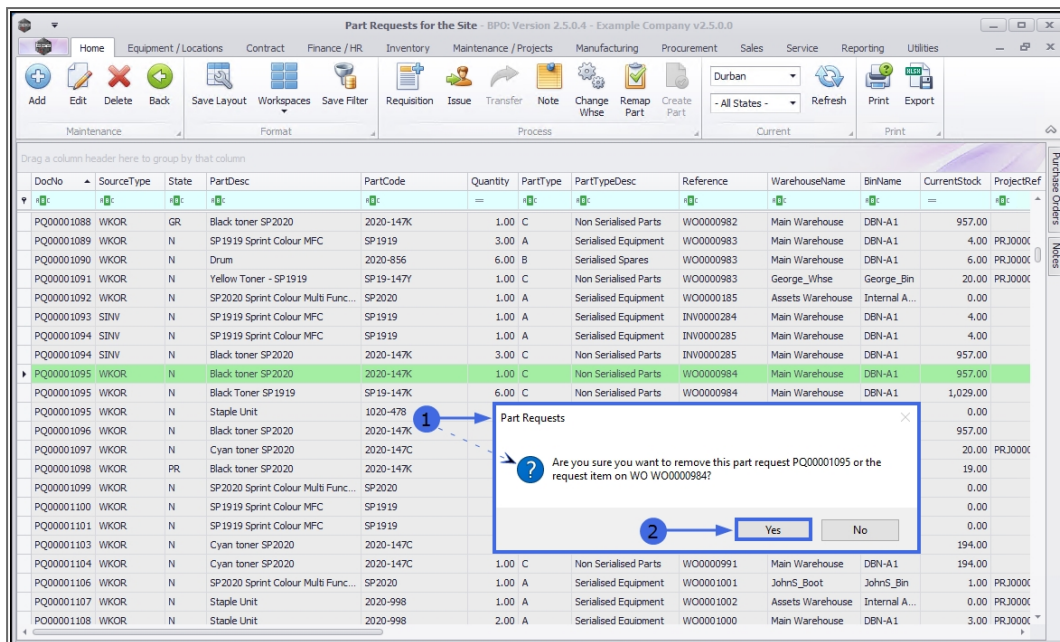 Part Requests for the Site - BPO: Version 2.5.0.4 - Example Company v2.5.0.0
Home Equipment / Locations Contract Finance / HR Inventory Maintenance / Projects Manufacturing Procurement Sales Service Reporting Utilities
Add Edit Delete Back Save Layout Workspaces Save Filter Requisition Issue Transfer Note Change Whse Remap Part Create Part Durban - All States - Refresh Print Export
Maintenance Format Process Current Print
Drag a column header here to group by that column
DocNo SourceType State PartDesc PartCode Quantity PartType PartTypeDesc Reference WarehouseName BinName CurrentStock ProjectRef
PQ00001088 WKOR GR Black toner SP2020 2020-147K 1.00 C Non Serialised Parts WO0000982 Main Warehouse DBN-A1 957.00
PQ00001089 WKOR N SP1919 Sprint Colour MFC SP1919 3.00 A Serialised Equipment WO0000983 Main Warehouse DBN-A1 4.00 PRJ0000
PQ00001090 WKOR N Drum 2020-856 6.00 B Serialised Spares WO0000983 Main Warehouse DBN-A1 6.00 PRJ0000
PQ00001091 WKOR N Yellow Toner - SP1919 SP19-147Y 1.00 C Non Serialised Parts WO0000983 George_Whse George_Bin 20.00 PRJ0000
PQ00001092 WKOR N SP2020 Sprint Colour Multi Func... SP2020 1.00 A Serialised Equipment WO0000185 Assets Warehouse Internal A... 0.00
PQ00001093 SINV N SP1919 Sprint Colour MFC SP1919 1.00 A Serialised Equipment INV0000284 Main Warehouse DBN-A1 4.00
PQ00001094 SINV N SP1919 Sprint Colour MFC SP1919 1.00 A Serialised Equipment INV0000285 Main Warehouse DBN-A1 4.00
PQ00001094 SINV N Black toner SP2020 2020-147K 3.00 C Non Serialised Parts INV0000285 Main Warehouse DBN-A1 957.00
PQ00001095 WKOR N Black toner SP2020 2020-147K 1.00 C Non Serialised Parts WO0000984 Main Warehouse DBN-A1 957.00
PQ00001095 WKOR N Black Toner SP1919 SP19-147K 6.00 C Non Serialised Parts WO0000984 Main Warehouse DBN-A1 1,029.00
PQ00001095 WKOR N Staple Unit 1020-478 0.00
PQ00001096 WKOR N Black toner SP2020 2020-147K 957.00
PQ00001097 WKOR N Cyan toner SP2020 2020-147C 20.00 PRJ0000
PQ00001098 WKOR PR Black toner SP2020 2020-147K 19.00
PQ00001099 WKOR N SP2020 Sprint Colour Multi Func... SP2020 0.00
PQ00001100 WKOR N SP1919 Sprint Colour MFC SP1919 0.00
PQ00001101 WKOR N SP1919 Sprint Colour MFC SP1919 0.00
PQ00001103 WKOR N Cyan toner SP2020 2020-147C 194.00
PQ00001104 WKOR N Cyan toner SP2020 2020-147C 1.00 C Non Serialised Parts WO0000991 Main Warehouse DBN-A1 194.00
PQ00001106 WKOR N SP2020 Sprint Colour Multi Func... SP2020 1.00 A Serialised Equipment WO0001001 JohnS_Boot JohnS_Bin 1.00 PRJ0000
PQ00001107 WKOR N Staple Unit 2020-998 1.00 A Serialised Equipment WO0001002 Assets Warehouse Internal A... 0.00 PRJ0000
PQ00001108 WKOR N Staple Unit 2020-998 2.00 A Serialised Equipment WO0001000 Main Warehouse DBN-A1 3.00 PRJ0000
1
Part Requests
Are you sure you want to remove this part request PQ00001095 or the
request item on WO WO0000984?
2
Yes No
Purchase Orders
Notes